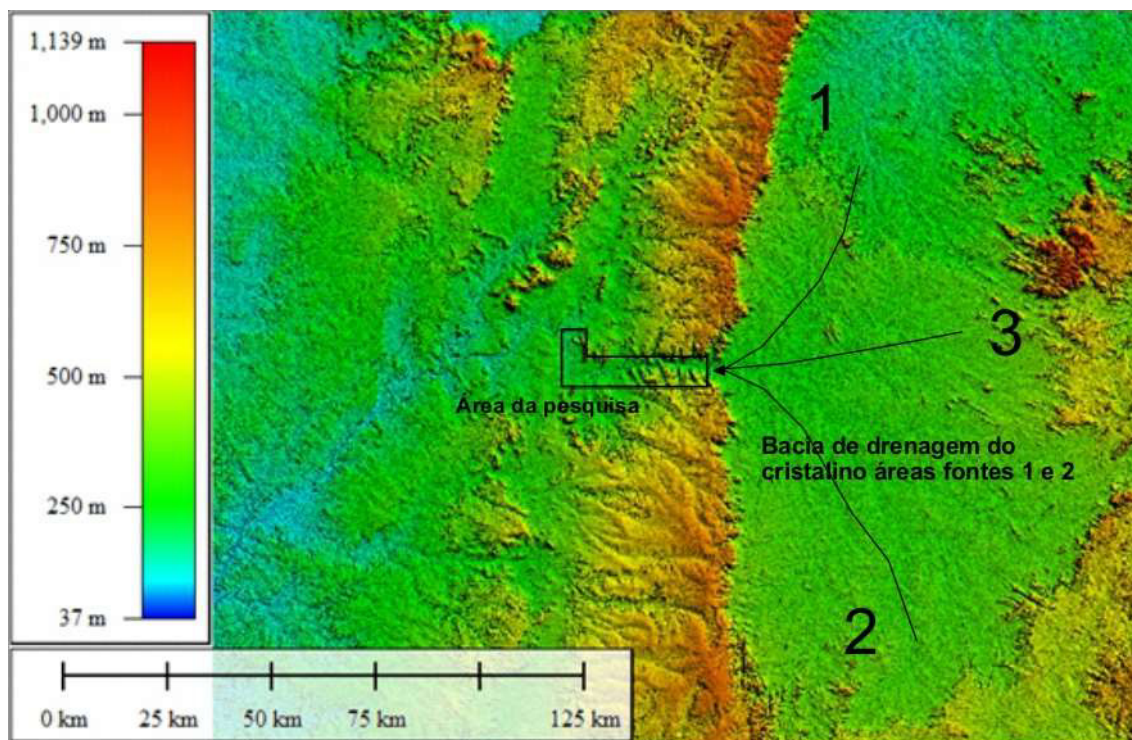 1,139 m
1,000 m
750 m
500 m
250 m
37 m
0 km 25 km 50 km 75 km 125 km
1
3
Área da pesquisa
Bacia de drenagem do
cristalino áreas fontes 1 e 2
2